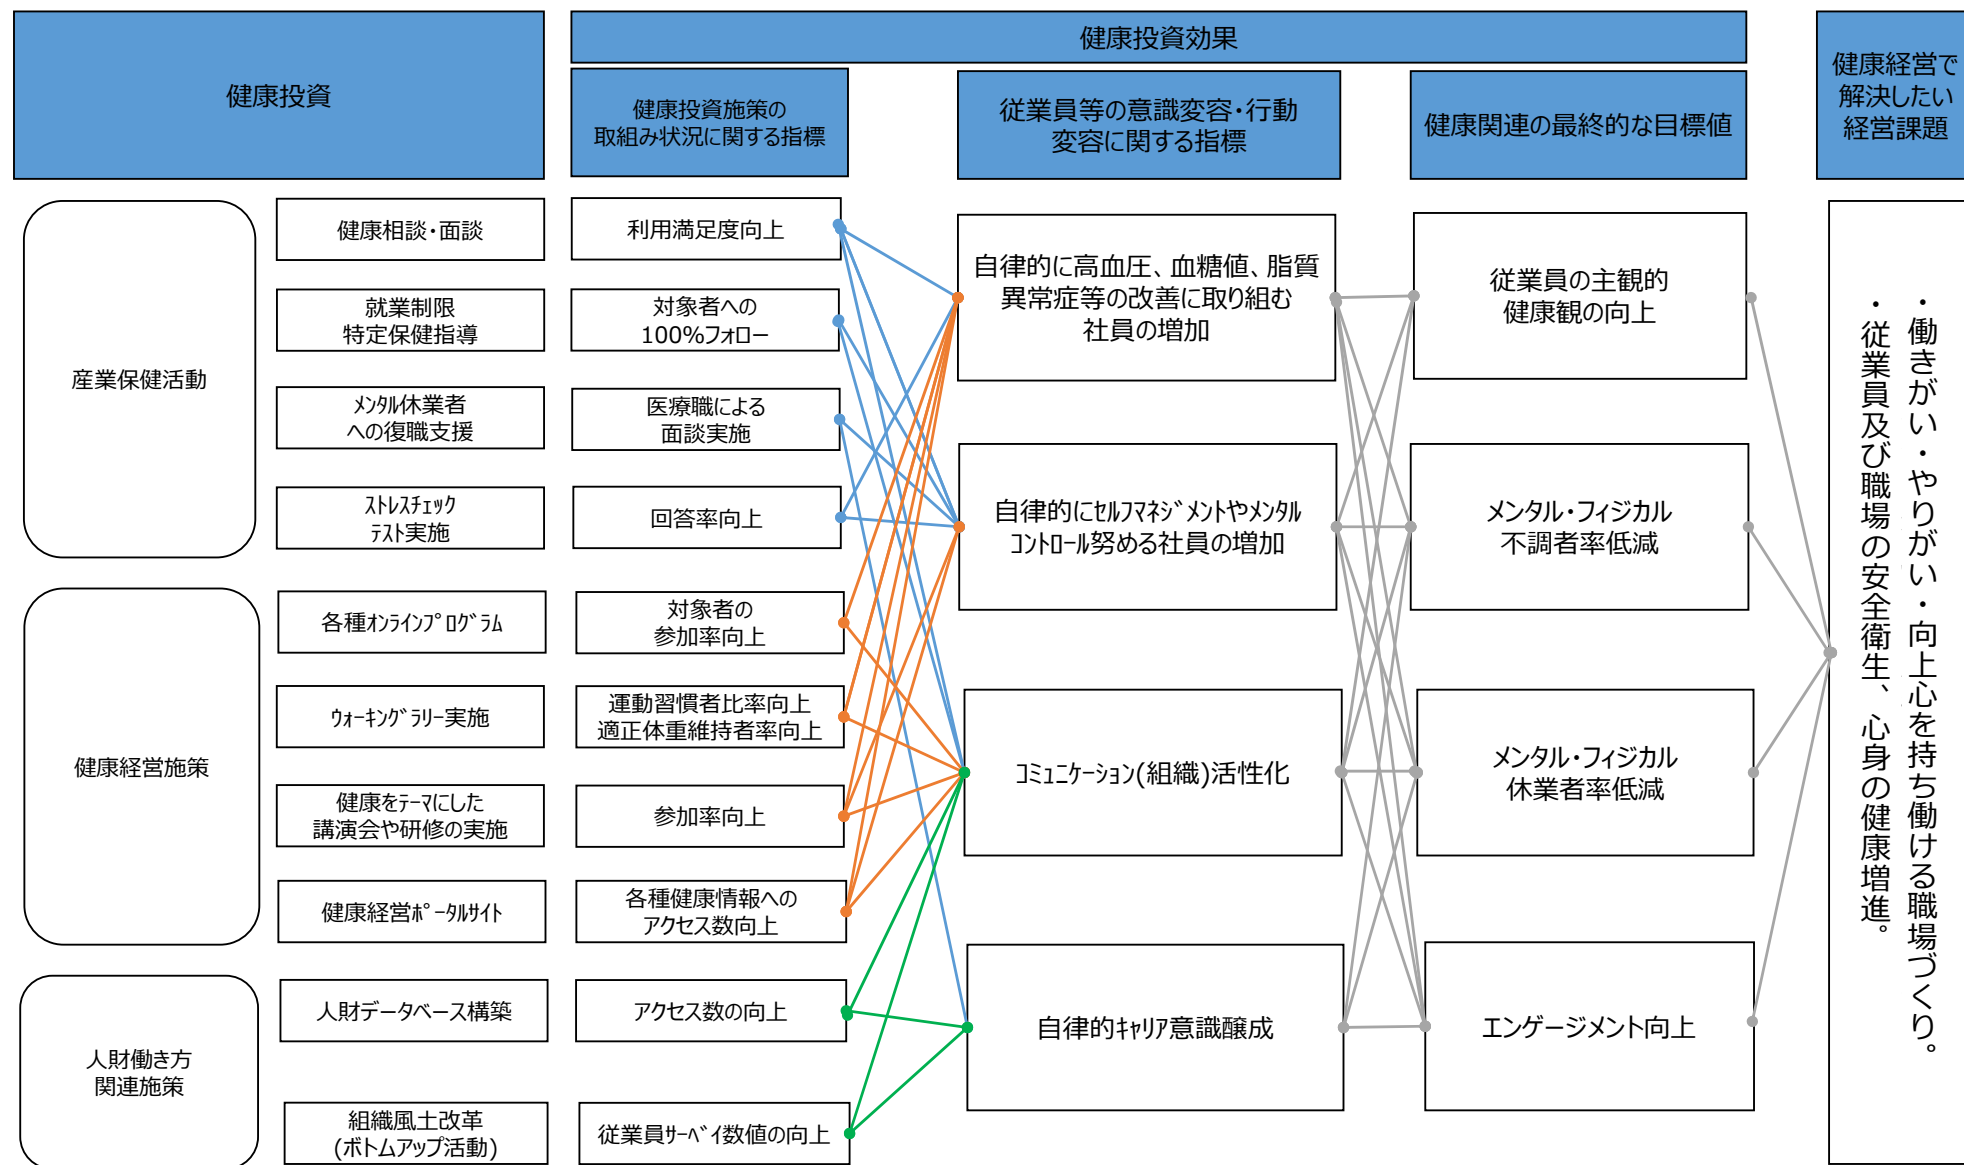 健康投資
健康投資効果
健康投資施策の
取組み状況に関する指標
従業員等の意識変容・行動
変容に関する指標
健康関連の最終的な目標値
健康経営で
解決したい
経営課題
産業保健活動
健康相談・面談
利用満足度向上
就業制限
特定保健指導
対象者への
100%フォロー
ﾒﾝﾀﾙ休業者
への復職支援
医療職による
面談実施
ｽﾄﾚｽﾁｪｯｸ
ﾃｽﾄ実施
回答率向上
健康経営施策
各種ｵﾝﾗｲﾝﾌﾟﾛｸﾞﾗﾑ
対象者の
参加率向上
ｳｫｰｷﾝｸﾞﾗﾘｰ実施
運動習慣者比率向上
適正体重維持者率向上
健康をﾃｰﾏにした
講演会や研修の実施
参加率向上
健康経営ﾎﾟｰﾀﾙｻｲﾄ
各種健康情報への
ｱｸｾｽ数向上
人財働き方
関連施策
人財データベース構築
アクセス数の向上
組織風土改革
(ボトムアップ活動)
従業員ｻｰﾍﾞｲ数値の向上
自律的に高血圧、血糖値、脂質
異常症等の改善に取り組む
社員の増加
自律的にｾﾙﾌﾏﾈｼﾞﾒﾝﾄやﾒﾝﾀﾙ
ｺﾝﾄﾛｰﾙ努める社員の増加
ｺﾐｭﾆｹｰｼｮﾝ(組織)活性化
自律的ｷｬﾘｱ意識醸成
従業員の主観的
健康観の向上
メンタル・フィジカル
不調者率低減
メンタル・フィジカル
休業者率低減
エンゲージメント向上
・働きがい・やりがい・向上心を持ち働ける職場づくり。
・従業員及び職場の安全衛生、心身の健康増進。